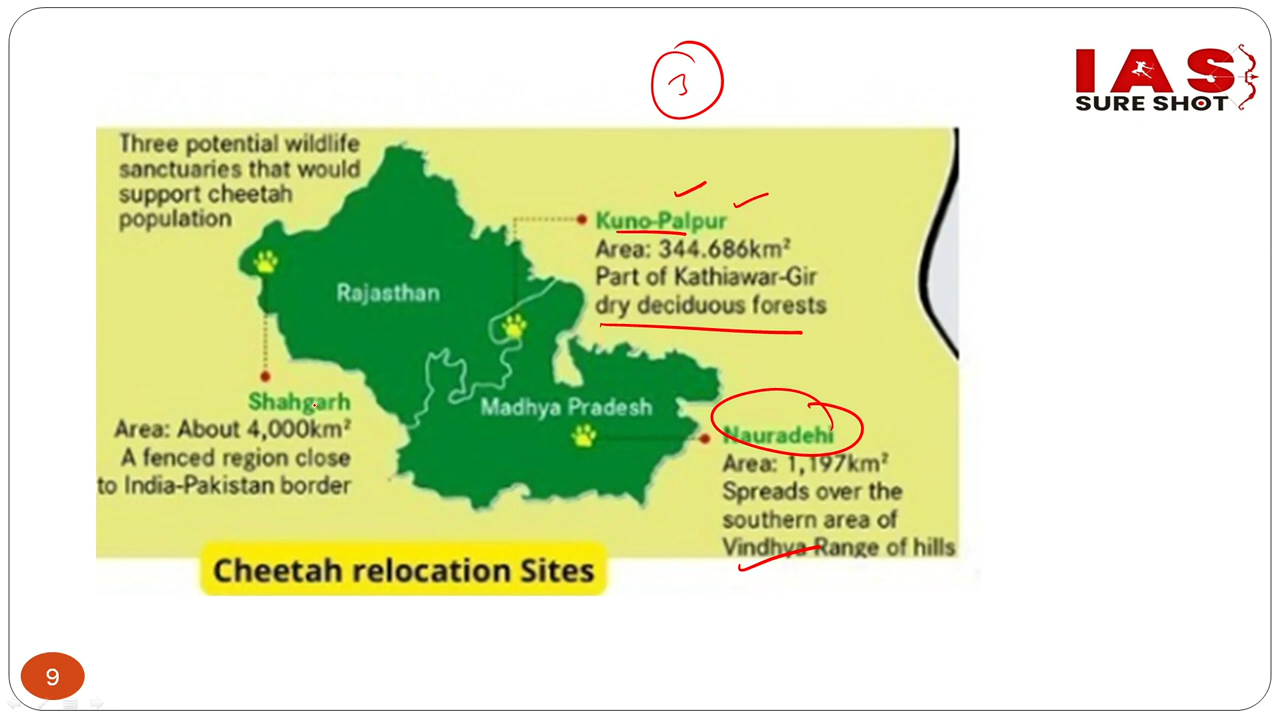 3
IAS
SURE SHOT
Three potential wildlife
sanctuaries that would
support cheetah
population
Kuno-Palpur
Area: 344.686km²
Part of Kathiawar-Gir
dry deciduous forests
Rajasthan
Shahgarh
Area: About 4,000km²
A fenced region close
to India-Pakistan border
Madhya Pradesh
Nauradehi
Area: 1,197km²
Spreads over the
southern area of
Vindhya Range of hills
Cheetah relocation Sites
9